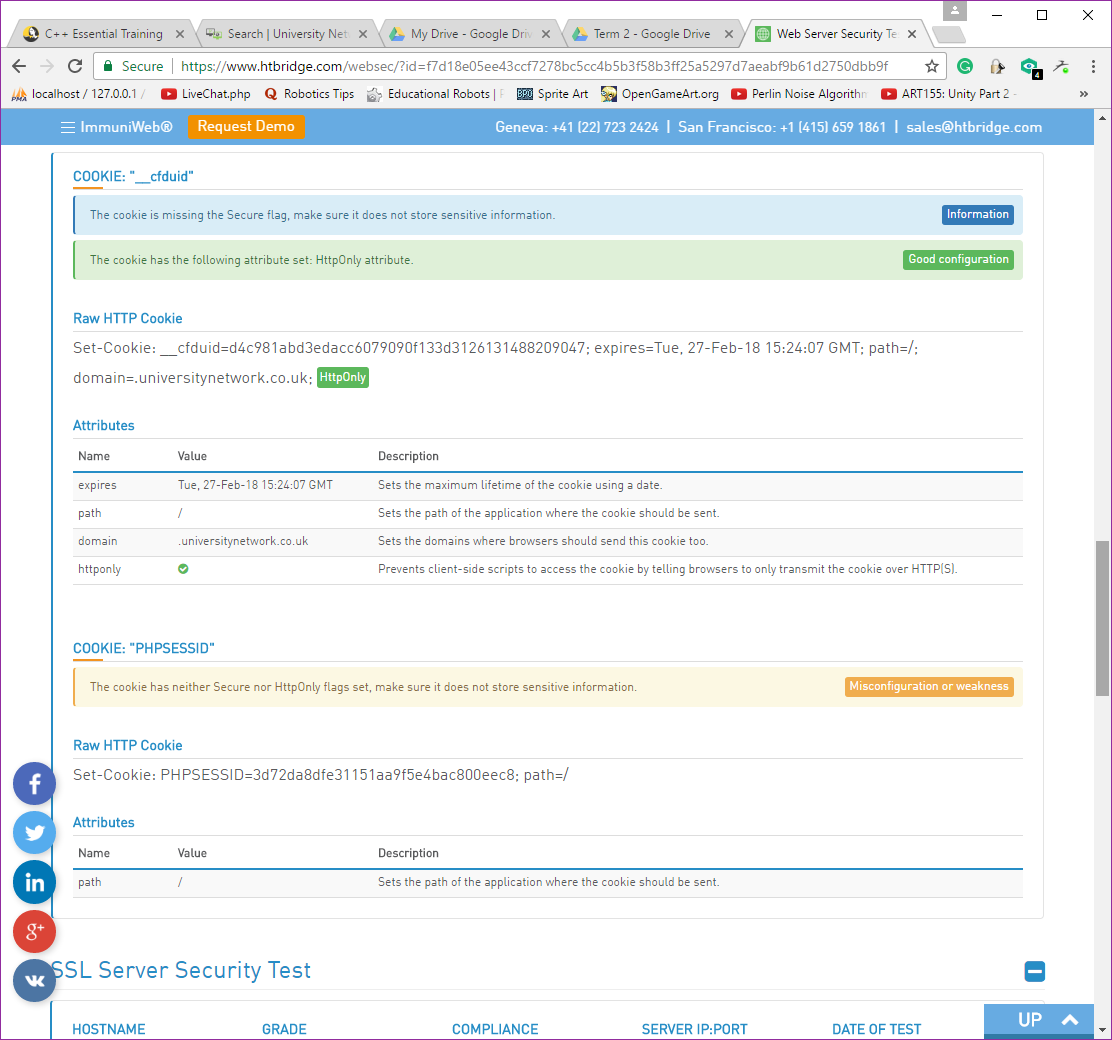 C++ Essential Training
Search | University Net
My Drive - Google Driv
Term 2 - Google Drive
Web Server Security Te
Secure
https://www.htbridge.com/websec/?id=f7d18e05ee43ccf7278bc5cc4b5b3f58b3ff25a5297d7aeabf9b61d2750dbb9f
4
PMA localhost / 127.0.0.1 /
LiveChat.php
Robotics Tips
Educational Robots |
Sprite Art
OpenGameArt.org
Perlin Noise Algorithm
ART155: Unity Part 2 -
»
ImmuniWeb®
Request Demo
Geneva: +41 (22) 723 2424 | San Francisco: +1 (415) 659 1861 | sales@htbridge.com
COOKIE: "__cfduid"
The cookie is missing the Secure flag, make sure it does not store sensitive information. Information
The cookie has the following attribute set: HttpOnly attribute. Good configuration
Raw HTTP Cookie
Set-Cookie: __cfduid=d4c981abd3edacc6079090f133d3126131488209047; expires=Tue, 27-Feb-18 15:24:07 GMT; path=/;
domain=.universitynetwork.co.uk; HttpOnly
Attributes
Name Value Description
expires Tue, 27-Feb-18 15:24:07 GMT Sets the maximum lifetime of the cookie using a date.
path / Sets the path of the application where the cookie should be sent.
domain .universitynetwork.co.uk Sets the domains where browsers should send this cookie too.
httponly Prevents client-side scripts to access the cookie by telling browsers to only transmit the cookie over HTTP(S).
COOKIE: "PHPSESSID"
The cookie has neither Secure nor HttpOnly flags set, make sure it does not store sensitive information. Misconfiguration or weakness
Raw HTTP Cookie
Set-Cookie: PHPSESSID=3d72da8dfe31151aa9f5e4bac800eec8; path=/
Attributes
Name Value Description
path / Sets the path of the application where the cookie should be sent.
SSL Server Security Test
HOSTNAME GRADE COMPLIANCE SERVER IP:PORT DATE OF TEST
UP